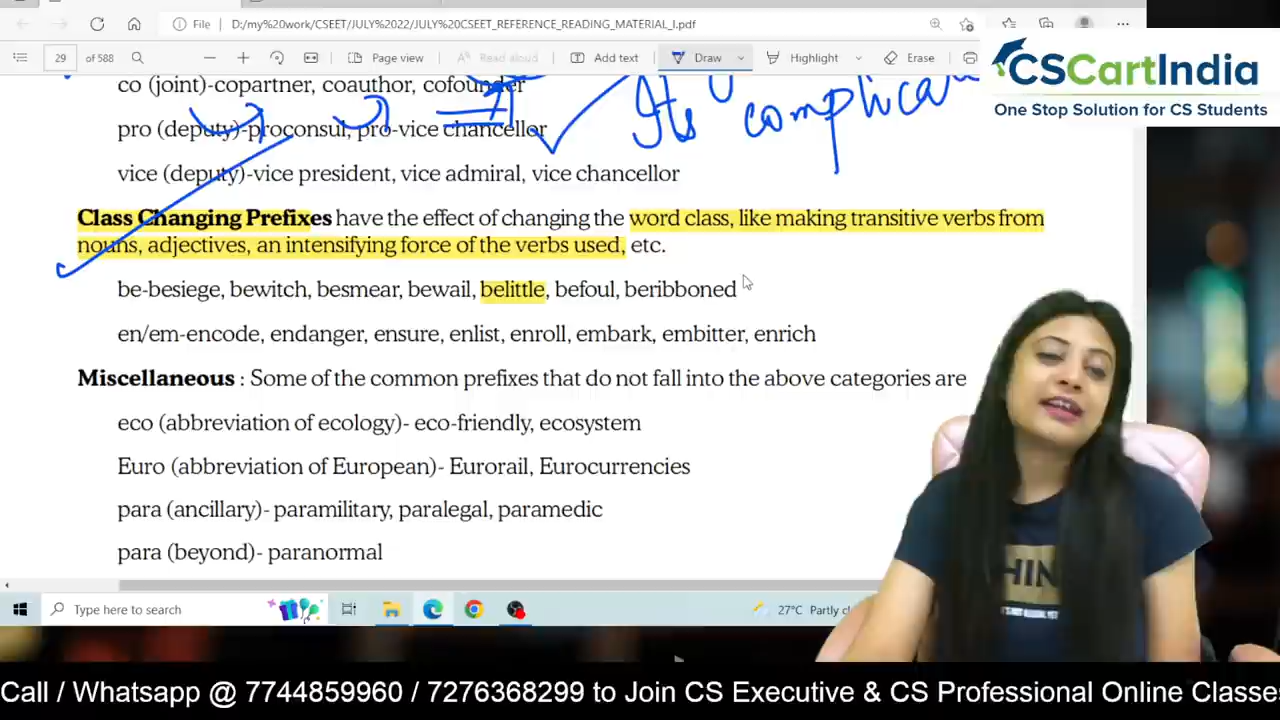 File
D:/my%20work/CSEET/JULY%2022/JULY%20CSEET_REFERENCE_READING_MATERIAL_I.pdf
29 of 588
Page view
Read aloud
Add text
Draw
Highlight
Erase
CSCartIndia
One Stop Solution for CS Students
co (joint)-copartner, coauthor, cofounder
Its
pro (deputy)-proconsul, pro-vice chancellor
vice (deputy)-vice president, vice admiral, vice chancellor
Class Changing Prefixes have the effect of changing the word class, like making transitive verbs from
nouns, adjectives, an intensifying force of the verbs used, etc.
be-besiege, bewitch, besmear, bewail, belittle, befoul, beribboned
en/em-encode, endanger, ensure, enlist, enroll, embark, embitter, enrich
Miscellaneous : Some of the common prefixes that do not fall into the above categories are
eco (abbreviation of ecology)- eco-friendly, ecosystem
Euro (abbreviation of European)- Eurorail, Eurocurrencies
para (ancillary)- paramilitary, paralegal, paramedic
para (beyond)- paranormal
Type here to search
27°C Partly
Call / Whatsapp @ 7744859960 / 7276368299 to Join CS Executive & CS Professional Online Classes